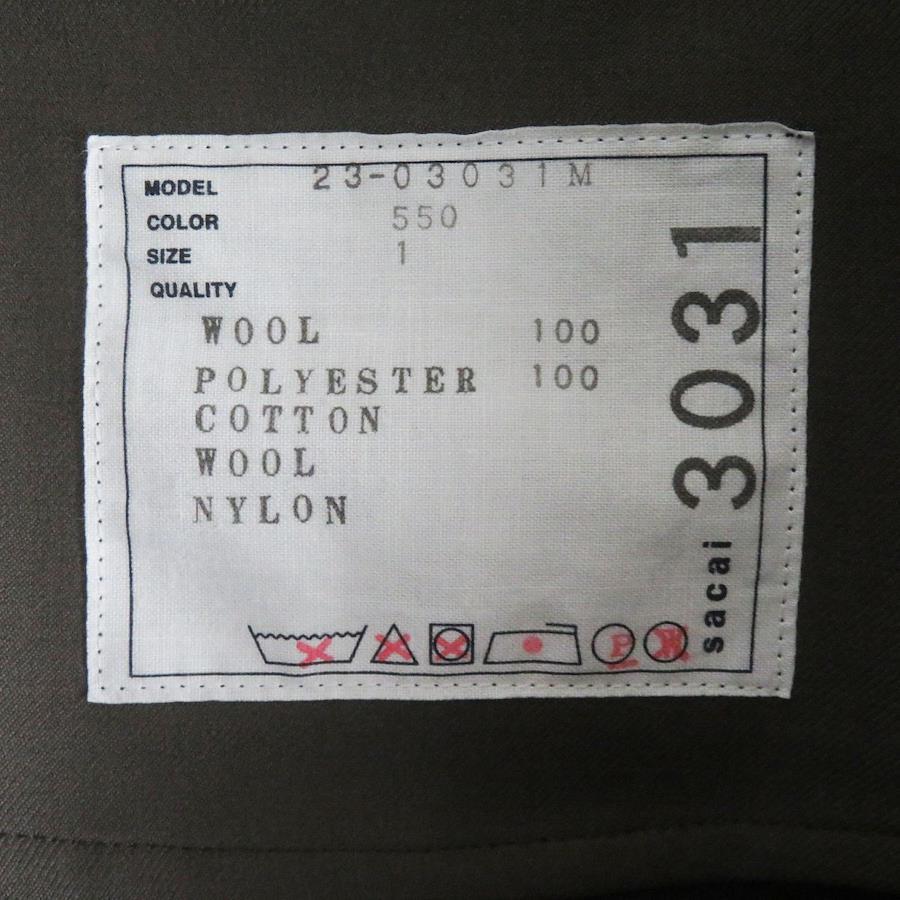 MODEL 23-03031M
COLOR 550
SIZE 1
QUALITY
WOOL 100
POLYESTER 100
COTTON
WOOL
NYLON
P
W
sacai 3031